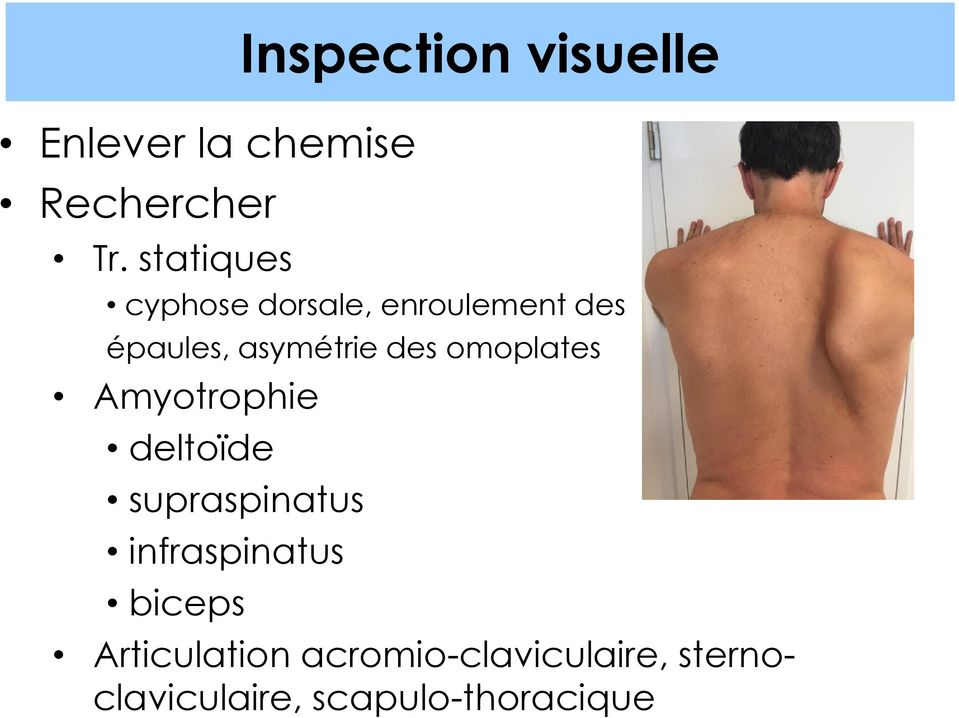 Inspection visuelle
• Enlever la chemise
• Rechercher
• Tr. statiques
• cyphose dorsale, enroulement des
épaules, asymétrie des omoplates
• Amyotrophie
• deltoïde
• supraspinatus
• infraspinatus
• biceps
• Articulation acromio-claviculaire, sterno-
claviculaire, scapulo-thoracique